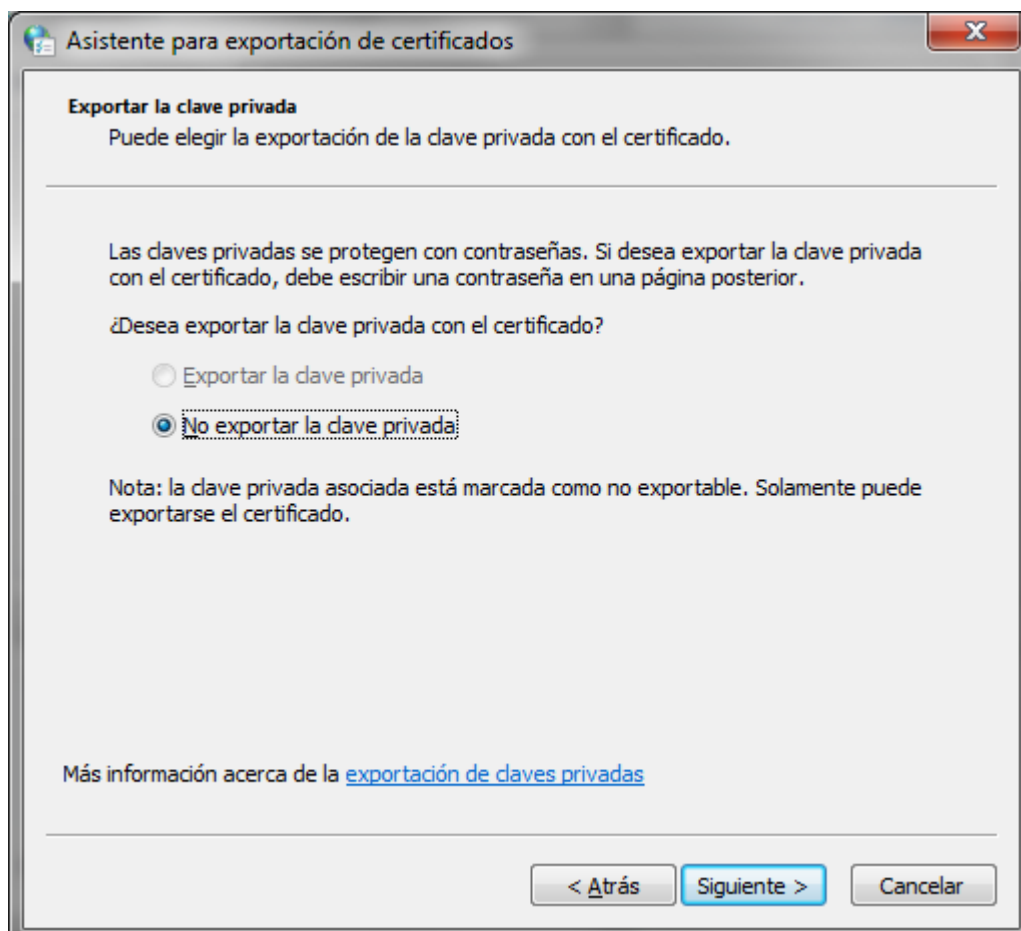 Asistente para exportación de certificados
Exportar la clave privada
Puede elegir la exportación de la clave privada con el certificado.
Las claves privadas se protegen con contraseñas. Si desea exportar la clave privada
con el certificado, debe escribir una contraseña en una página posterior.
¿Desea exportar la clave privada con el certificado?
Exportar la clave privada
No exportar la clave privada
Nota: la clave privada asociada está marcada como no exportable. Solamente puede
exportarse el certificado.
Más información acerca de la exportación de claves privadas
< Atrás Siguiente > Cancelar